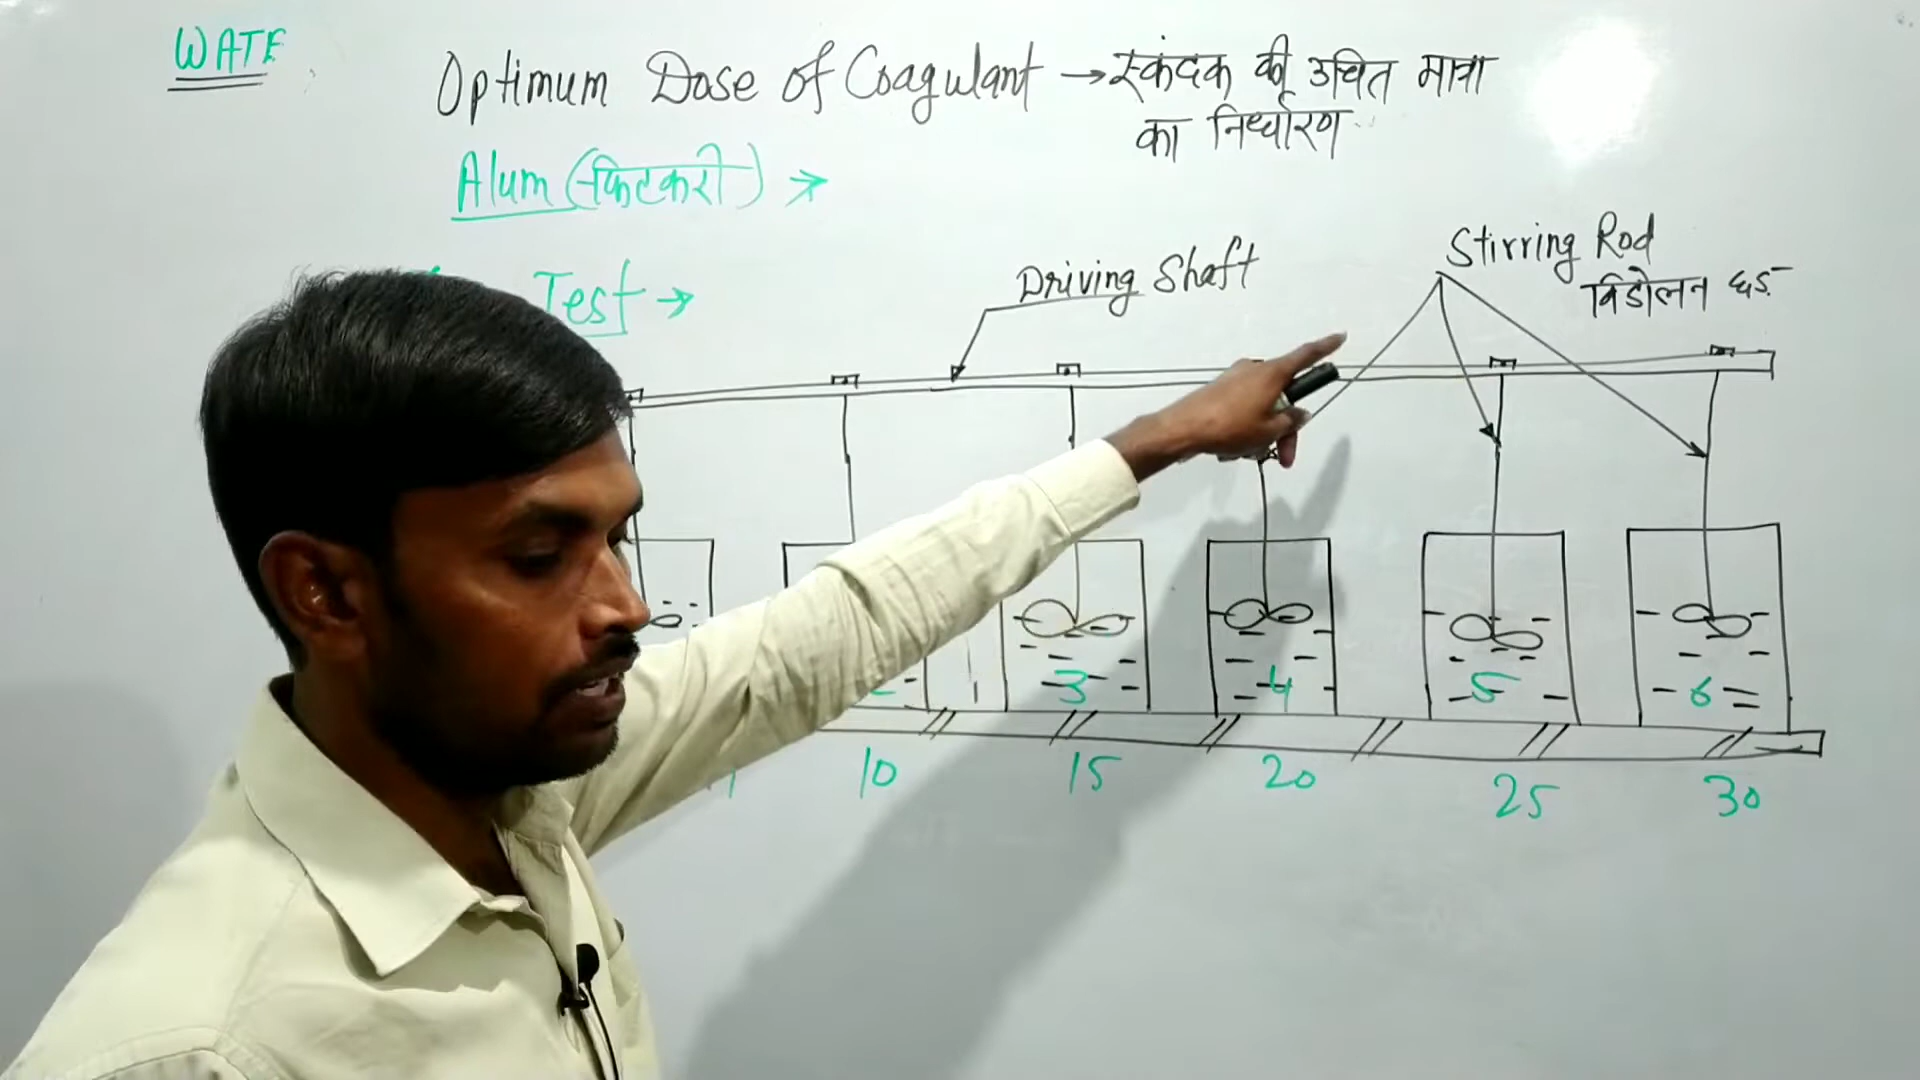 WATE
Optimum Dose of Coagulant → स्कंदक की उचित मात्रा
का निर्धारण
Alum (फिटकरी) →
Test →
Driving Shaft
Stirring Rod
विडोलन छड़
3 4 5 6
10 15 20 25 30